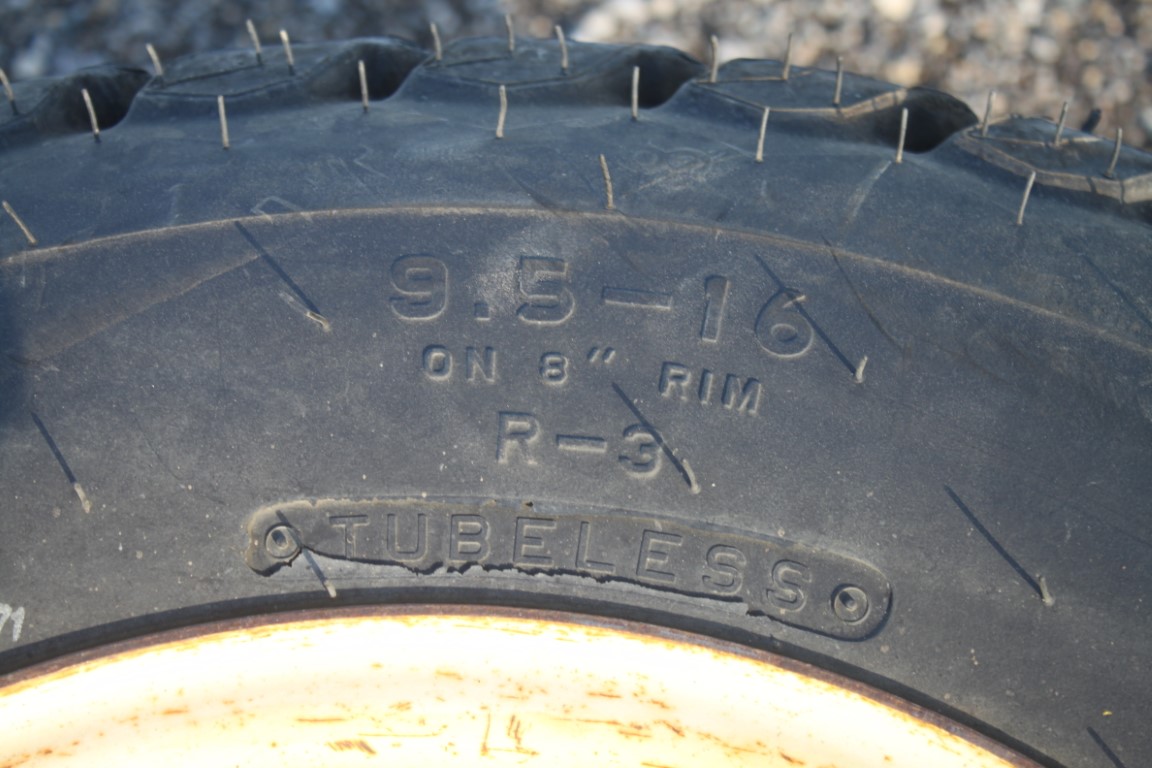 9.5-16
ON 8" RIM
R-3
TUBELESS